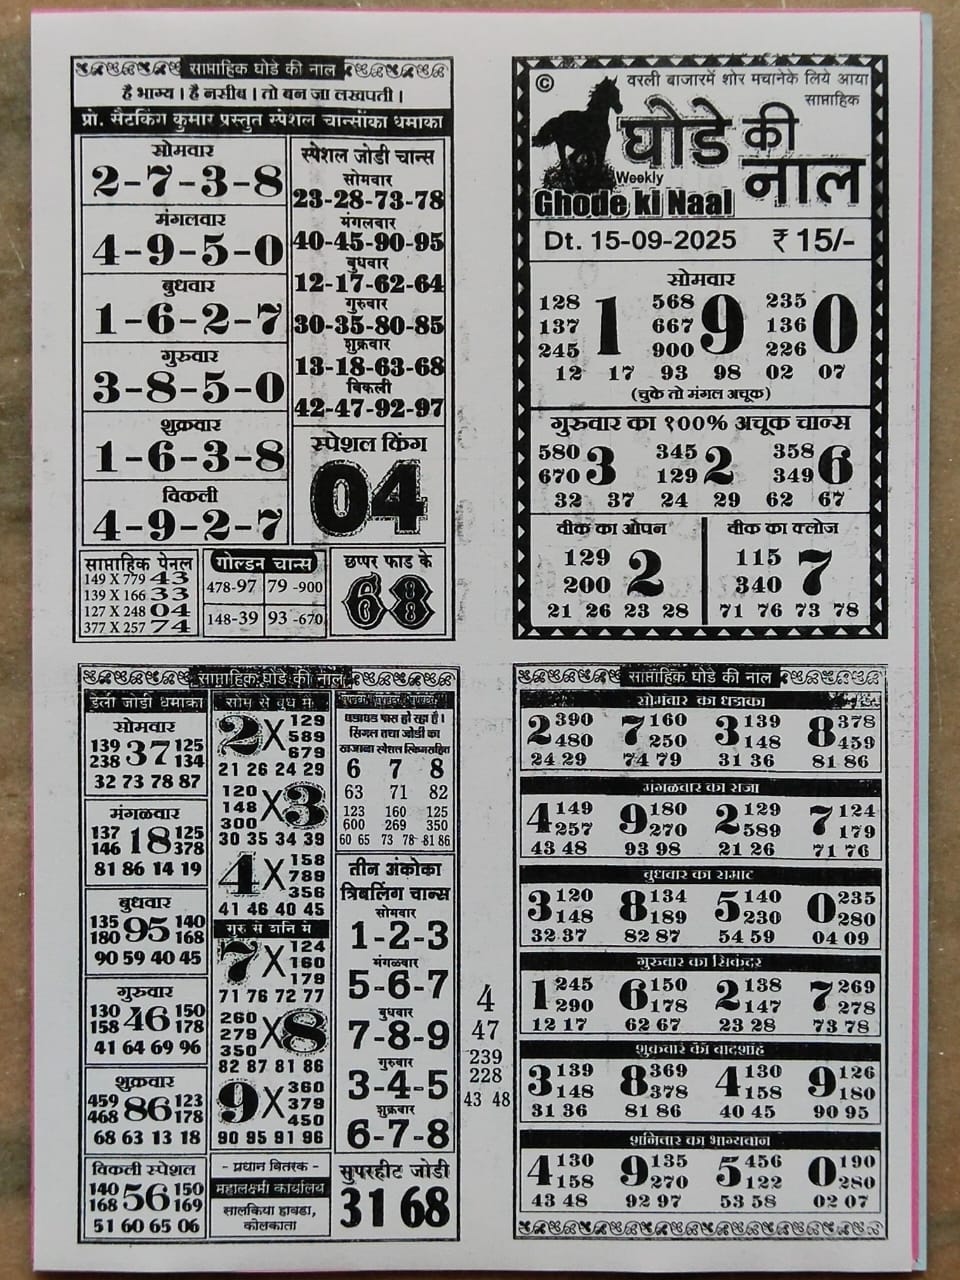 साप्ताहिक घोडे की नाल
है भाग्य । है नसीब । तो बन जा लखपती ।
प्रो. सैटकिंग कुमार प्रस्तुत स्पेशल चान्सोंका धमाका
सोमवार
2-7-3-8
मंगलवार
4-9-5-0
बुधवार
1-6-2-7
गुरुवार
3-8-5-0
शुक्रवार
1-6-3-8
विकली
4-9-2-7
स्पेशल जोडी चान्स
सोमवार
23-28-73-78
मंगलबार
40-45-90-95
बुधवार
12-17-62-64
गुरुबार
30-35-80-85
शुक्रवार
13-18-63-68
बिकली
42-47-92-97
स्पेशल किंग
04
साप्ताहिक पेनल
149 X 779 43
139 X 166 33
127 X 248 04
377 X 257 74
गोल्डन चान्स
478-97 79-900
148-39 93-670
छप्पर फाड के
68
© वरली बाजारमें शोर मचानेके लिये आया
साप्ताहिक
घोडे की
नाल
Weekly
Ghode ki Naal
Dt. 15-09-2025 ₹ 15/-
सोमवार
128 568 235
137 1 667 9 136 0
245 900 226
12 17 93 98 02 07
(चुके तो मंगल अचूक)
गुरुवार का १००% अचूक चान्स
580 3 345 2 358 6
670 129 349
32 37 24 29 62 67
वीक का ओपन
129 2
200
21 26 23 28
वीक का क्लोज
115 7
340
71 76 73 78
साप्ताहिक घोडे की नाल
डेली जोडी धमाका
सोमवार
139 37 125
238 134
32 73 78 87
मंगळवार
137 18 125
146 378
81 86 14 19
बुधवार
135 95 140
180 168
90 59 40 45
गुरुवार
130 46 150
158 178
41 64 69 96
शुक्रवार
459 86 123
468 178
68 63 13 18
विकली स्पेशल
140 56 150
168 169
51 60 65 06
सोम से बुध में
129
2 X 589
679
21 26 24 29
120
148 X 3
300
30 35 34 39
158
4 X 789
356
41 46 40 45
गुरु से शनि में
124
7 X 160
179
71 76 72 77
260
279 X 8
350
82 87 81 86
360
9 X 379
450
90 95 91 96
- प्रधान बितरक -
महालक्ष्मी कार्यालय
सालकिया हावडा,
कोलकाता
धडाधड पास हो रहा है ।
सिंगल तथा जोडी का
खजाना स्पेशल स्किमसहित
6 7 8
63 71 82
123 160 125
600 269 350
60 65 73 78 81 86
तीन अंकोका
त्रिबलिंग चान्स
सोमवार
1-2-3
मंगळबार
5-6-7
बुधवार
7-8-9
गुरुबार
3-4-5
शुक्रबार
6-7-8
सुपरहीट जोडी
31 68
4
47
239
228
43 48
साप्ताहिक घोडे की नाल
सोमवार का धडाका
2 390 7 160 3 139 8 378
480 250 148 459
24 29 74 79 31 36 81 86
मंगळवार का राजा
4 149 9 180 2 129 7 124
257 270 589 179
43 48 93 98 21 26 71 76
बुधवार का सम्राट
3 120 8 134 5 140 0 235
148 189 230 280
32 37 82 87 54 59 04 09
गुरुवार का सिकंदर
1 245 6 150 2 138 7 269
290 178 147 278
12 17 62 67 23 28 73 78
शुक्रवार के बादशाह
3 139 8 369 4 130 9 126
148 378 158 180
31 36 81 86 40 45 90 95
शनिवार का भाग्यवान
4 130 9 135 5 456 0 190
158 270 122 280
43 48 92 97 53 58 02 07